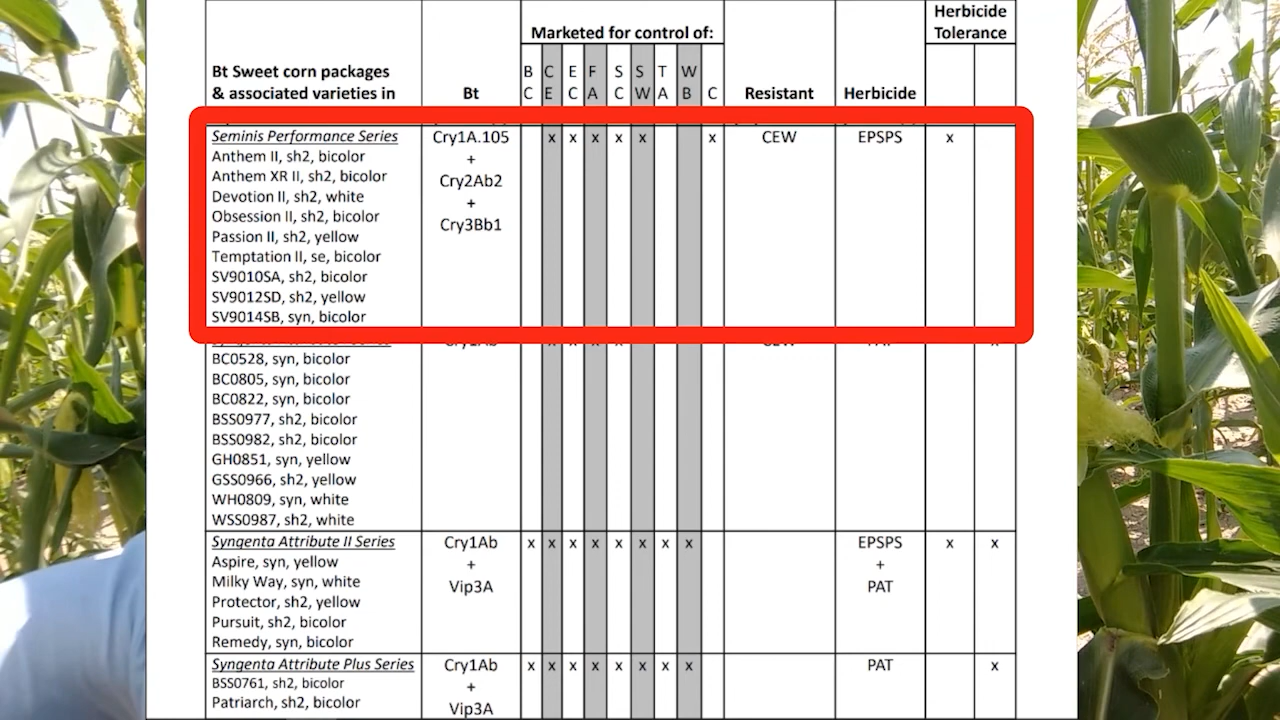 Herbicide
Tolerance
Marketed for control of:
Bt Sweet corn packages
& associated varieties in
Bt
B C E F S S T W
C E C A C W A B C
Resistant
Herbicide
Seminis Performance Series Cry1A.105 x x x x x x CEW EPSPS x
Anthem II, sh2, bicolor +
Anthem XR II, sh2, bicolor Cry2Ab2
Devotion II, sh2, white +
Obsession II, sh2, bicolor Cry3Bb1
Passion II, sh2, yellow
Temptation II, se, bicolor
SV9010SA, sh2, bicolor
SV9012SD, sh2, yellow
SV9014SB, syn, bicolor
BC0528, syn, bicolor
BC0805, syn, bicolor
BC0822, syn, bicolor
BSS0977, sh2, bicolor
BSS0982, sh2, bicolor
GH0851, syn, yellow
GSS0966, sh2, yellow
WH0809, syn, white
WSS0987, sh2, white
Syngenta Attribute II Series Cry1Ab x x x x x x x x EPSPS x x
Aspire, syn, yellow + +
Milky Way, syn, white Vip3A PAT
Protector, sh2, yellow
Pursuit, sh2, bicolor
Remedy, syn, bicolor
Syngenta Attribute Plus Series Cry1Ab x x x x x x x x PAT x
BSS0761, sh2, bicolor +
Patriarch, sh2, bicolor Vip3A